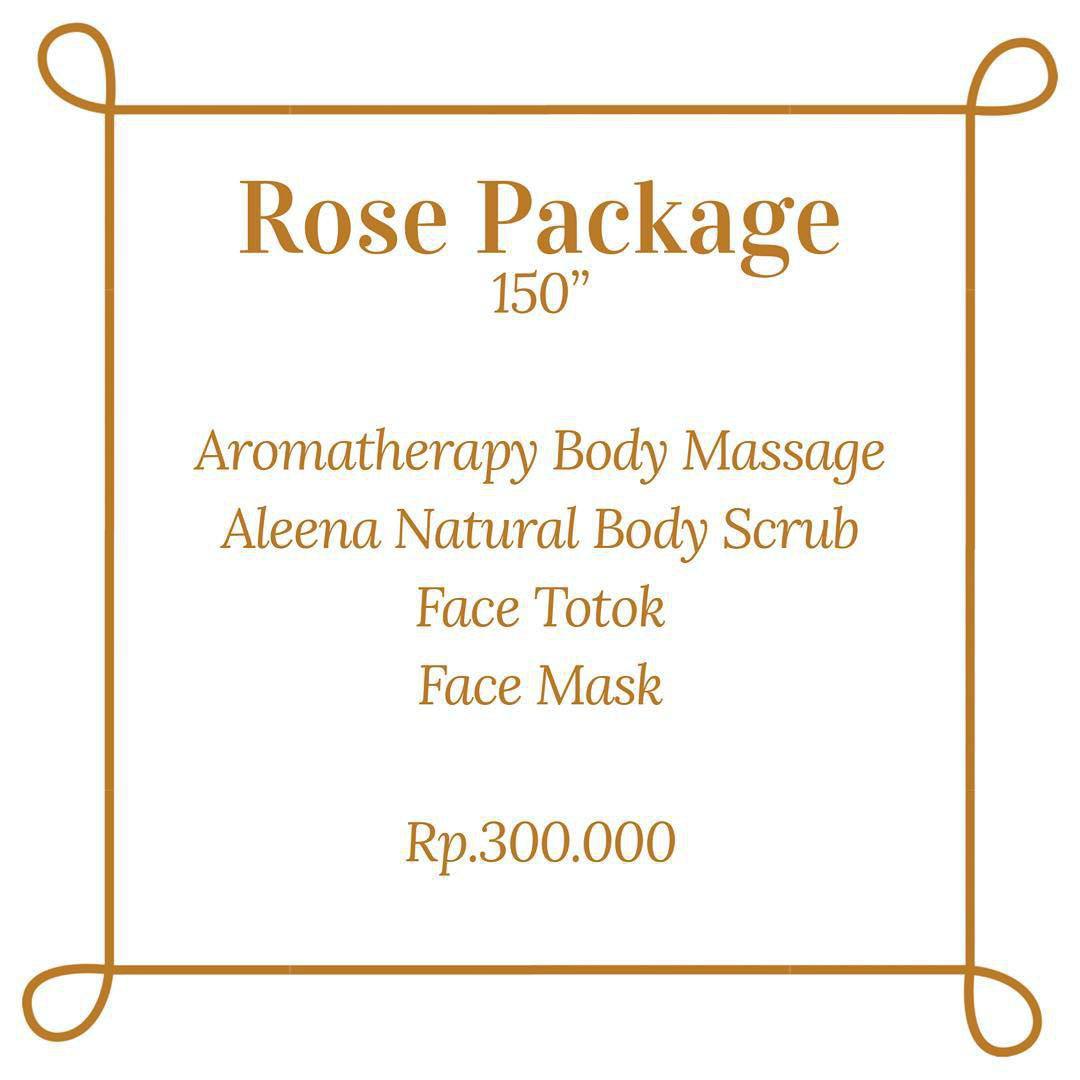 Rose Package
150”
Aromatherapy Body Massage
Aleena Natural Body Scrub
Face Totok
Face Mask
Rp.300.000